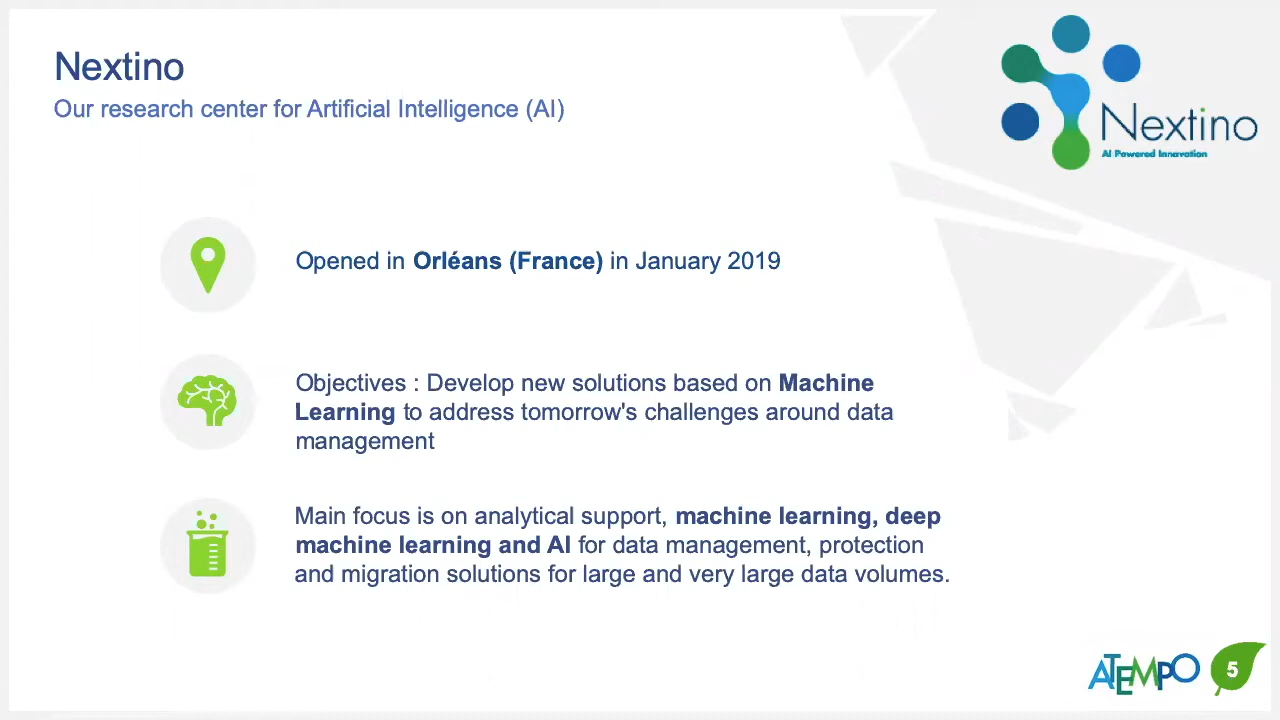 Nextino
Our research center for Artificial Intelligence (AI)
Nextino
AI Powered Innovation
Opened in Orléans (France) in January 2019
Objectives : Develop new solutions based on Machine
Learning to address tomorrow's challenges around data
management
Main focus is on analytical support, machine learning, deep
machine learning and AI for data management, protection
and migration solutions for large and very large data volumes.
ATEMPO
5